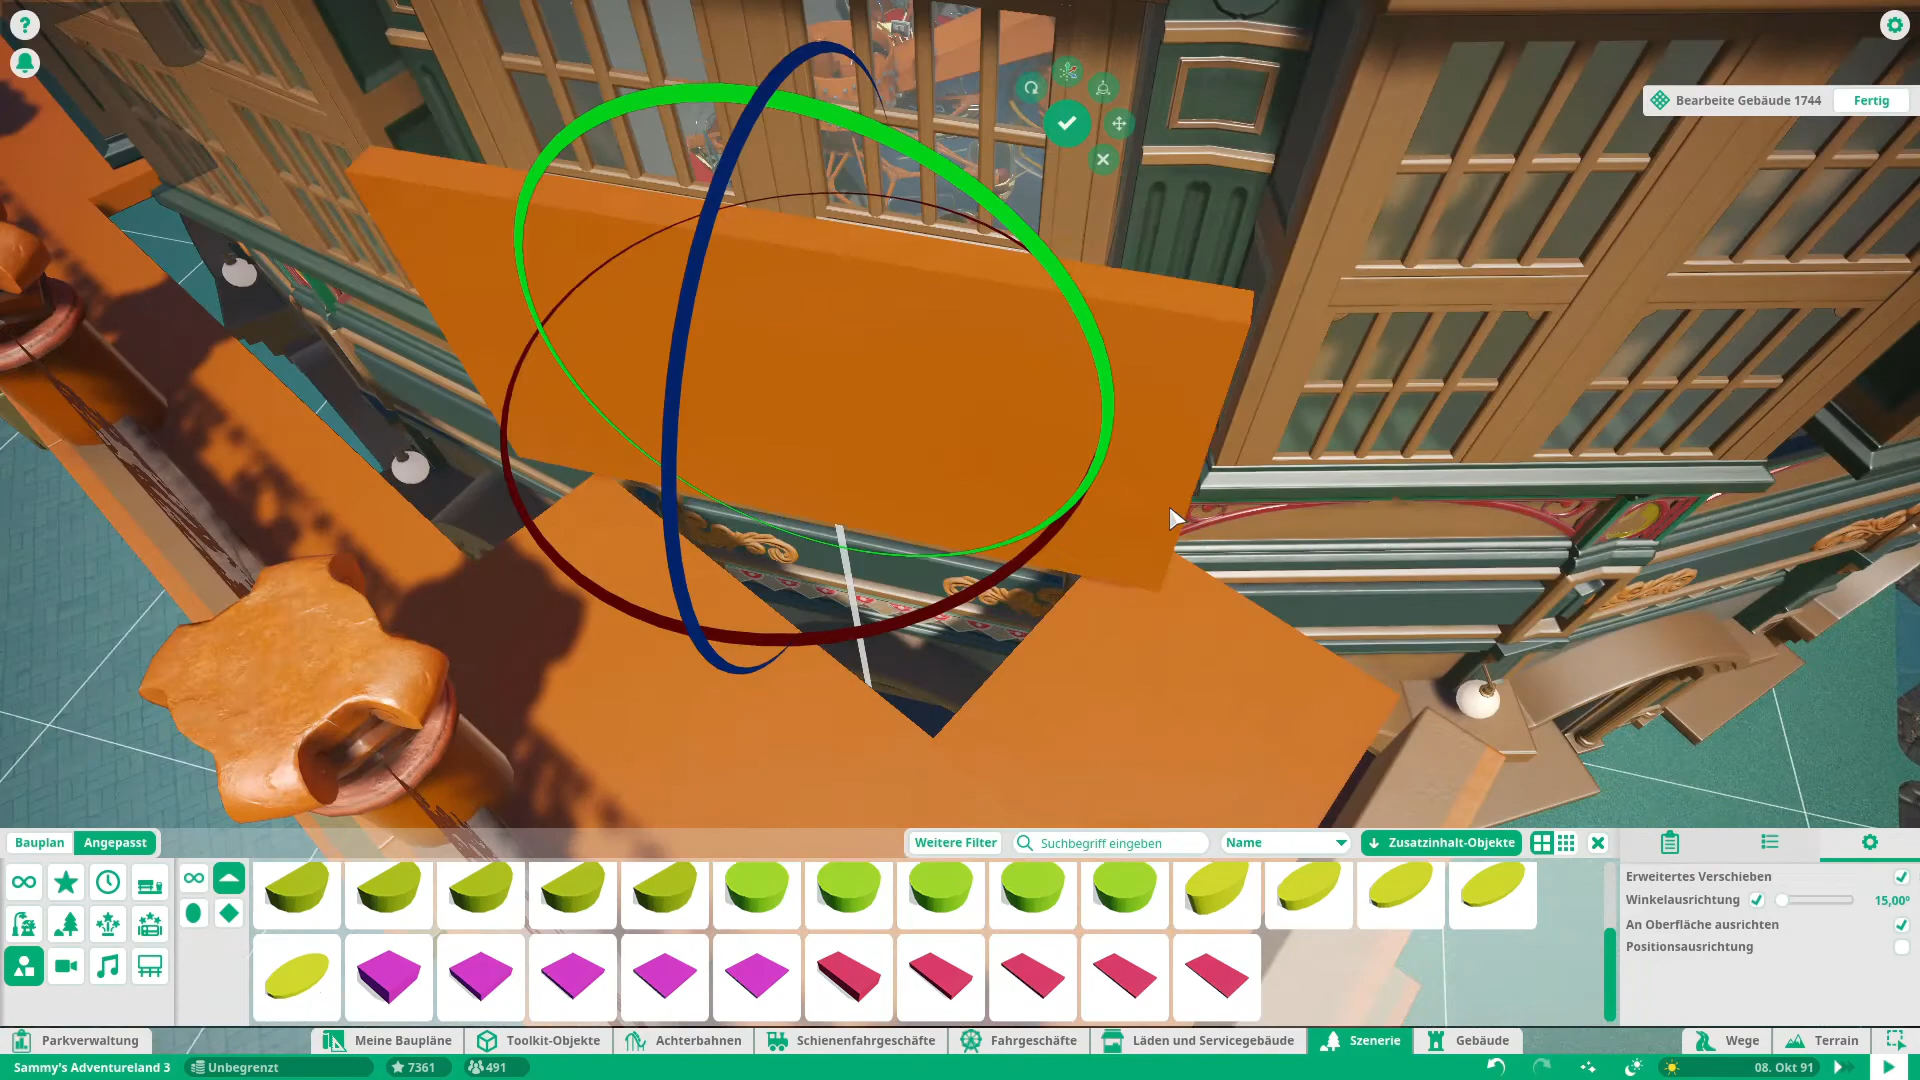 Bearbeite Gebäude 1744
Fertig
Bauplan
Angepasst
Weitere Filter
Suchbegriff eingeben
Name
Zusatzinhalt-Objekte
Erweitertes Verschieben
Winkelausrichtung
15,00°
An Oberfläche ausrichten
Positionsausrichtung
Parkverwaltung
Meine Baupläne
Toolkit-Objekte
Achterbahnen
Schienenfahrgeschäfte
Fahrgeschäfte
Läden und Servicegebäude
Szenerie
Gebäude
Wege
Terrain
Sammy's Adventureland 3
Unbegrenzt
7361
491
08. Okt 91